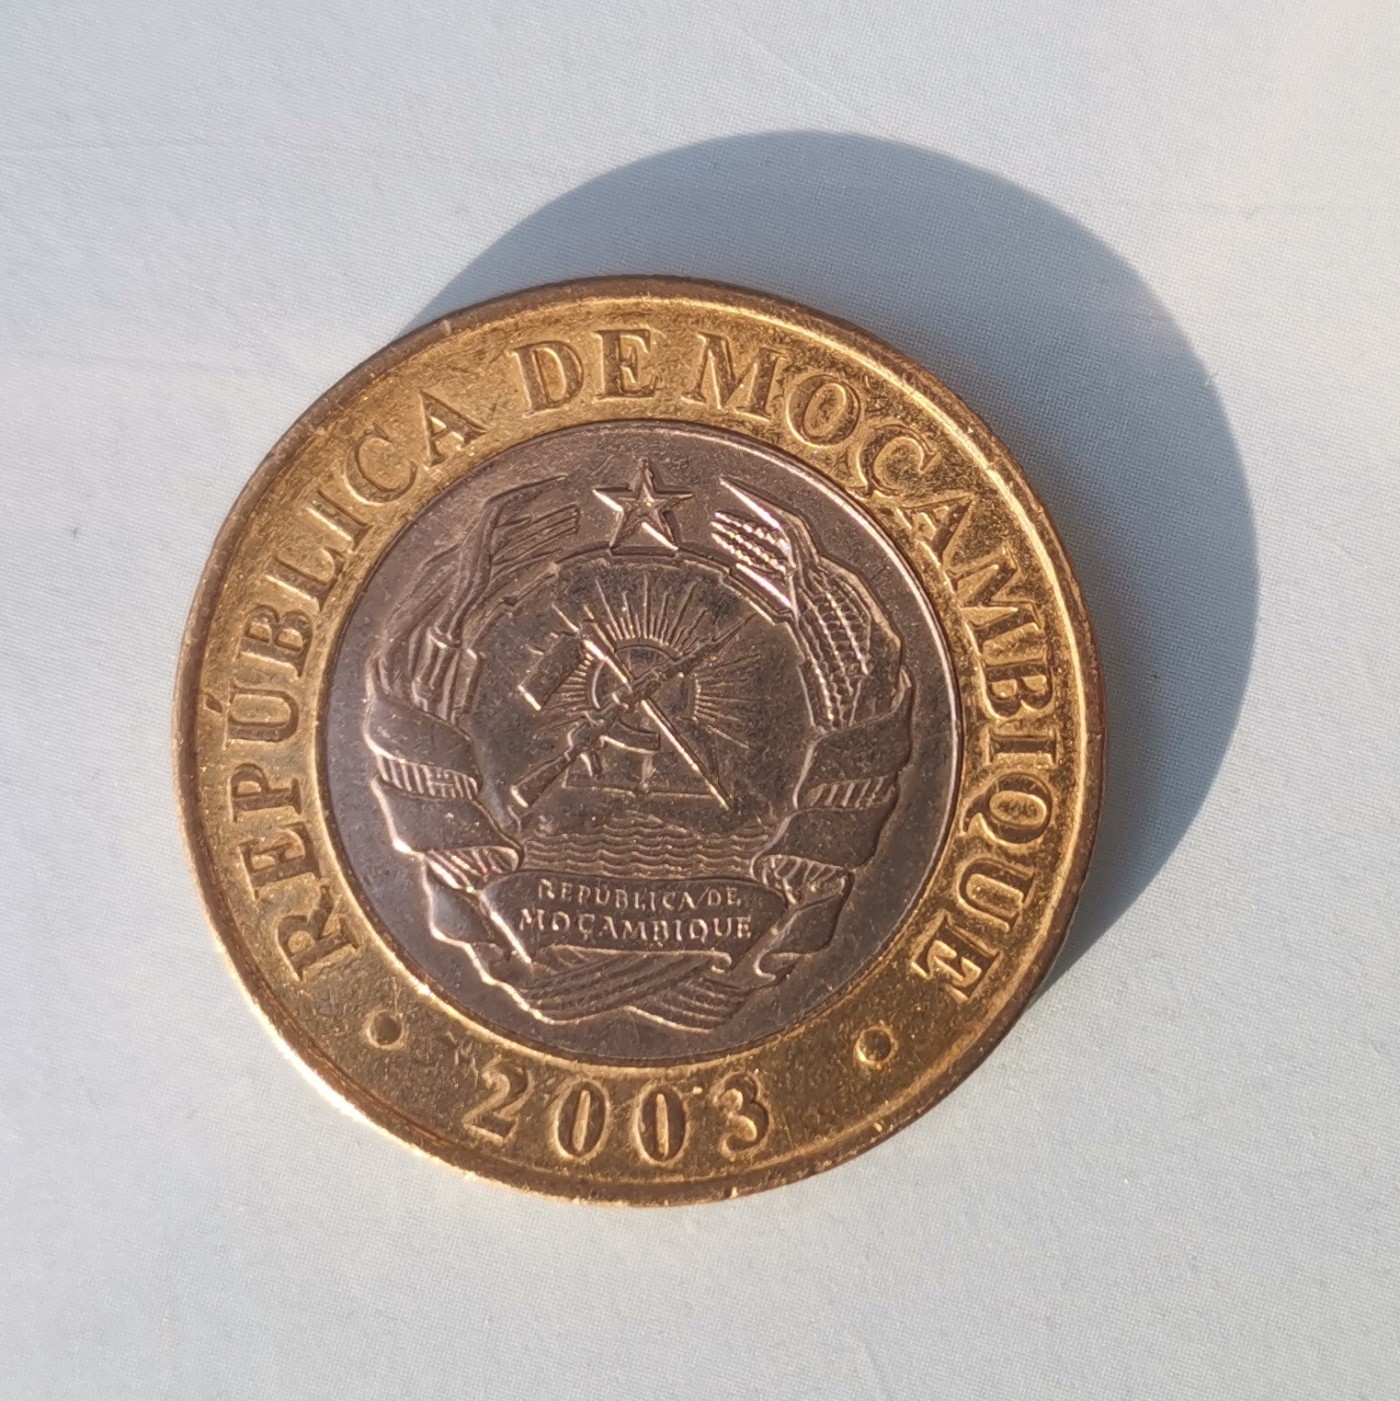 REPÚBLICA DE MOÇAMBIQUE
REPÚBLICA DE
MOÇAMBIQUE
2003